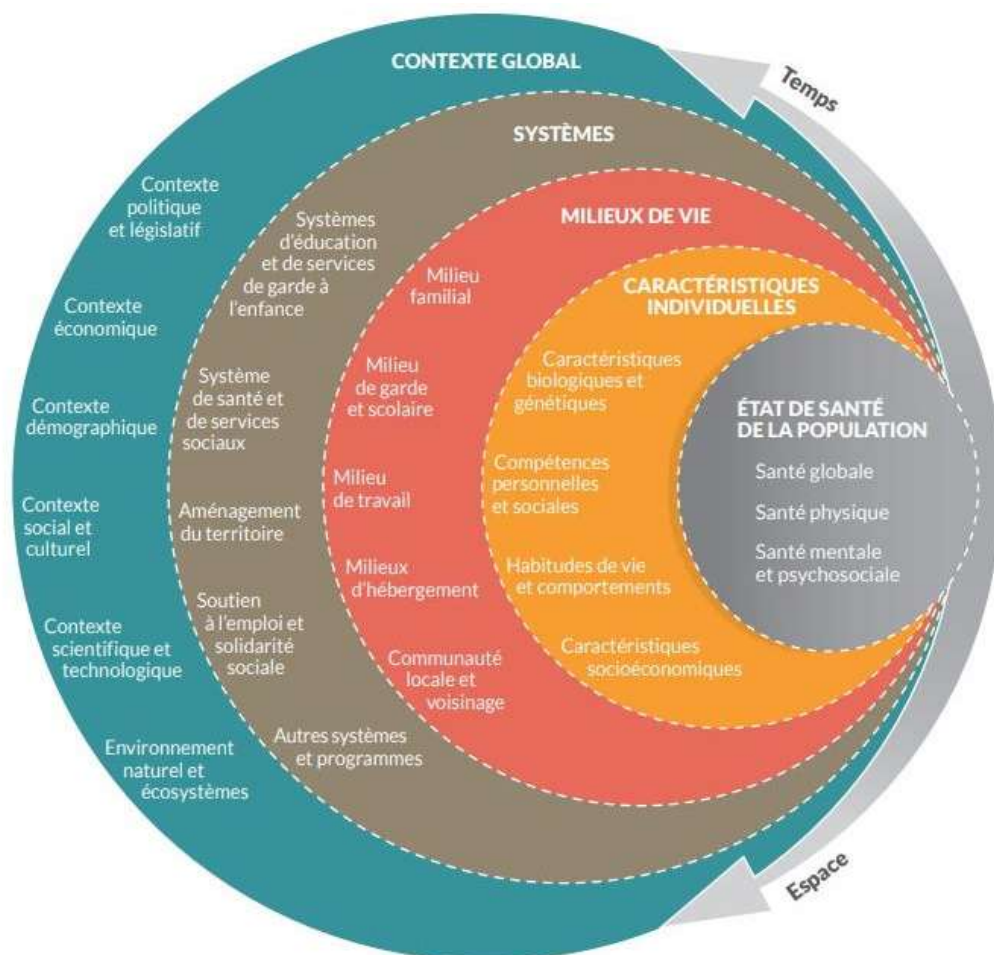 CONTEXTE GLOBAL
Temps
SYSTÈMES
MILIEUX DE VIE
CARACTÉRISTIQUES
INDIVIDUELLES
ÉTAT DE SANTÉ
DE LA POPULATION
Santé globale
Santé physique
Santé mentale
et psychosociale
Contexte
politique
et législatif
Contexte
économique
Contexte
démographique
Contexte
social et
culturel
Contexte
scientifique et
technologique
Environnement
naturel et
écosystèmes
Systèmes
d'éducation
et de services
de garde à
l'enfance
Système
de santé et
de services
sociaux
Aménagement
du territoire
Soutien
à l'emploi et
solidarité
sociale
Autres systèmes
et programmes
Milieu
familial
Milieu
de garde
et scolaire
Milieu
de travail
Milieux
d'hébergement
Communauté
locale et
voisinage
Caractéristiques
biologiques et
génétiques
Compétences
personnelles
et sociales
Habitudes de vie
et comportements
Caractéristiques
socioéconomiques
Espace